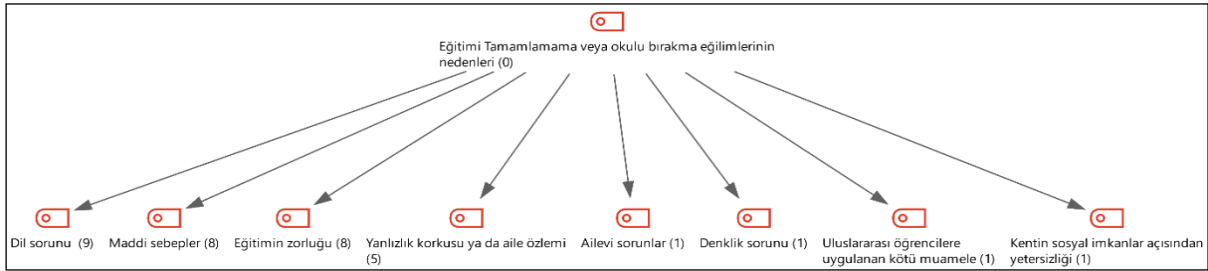 Eğitimi Tamamlamama veya okulu bırakma eğilimlerinin
nedenleri (0)
Dil sorunu (9)
Maddi sebepler (8)
Eğitimin zorluğu (8)
Yanlızlık korkusu ya da aile özlemi
(5)
Ailevi sorunlar (1)
Denklik sorunu (1)
Uluslararası öğrencilere
uygulanan kötü muamele (1)
Kentin sosyal imkanlar açısından
yetersizliği (1)